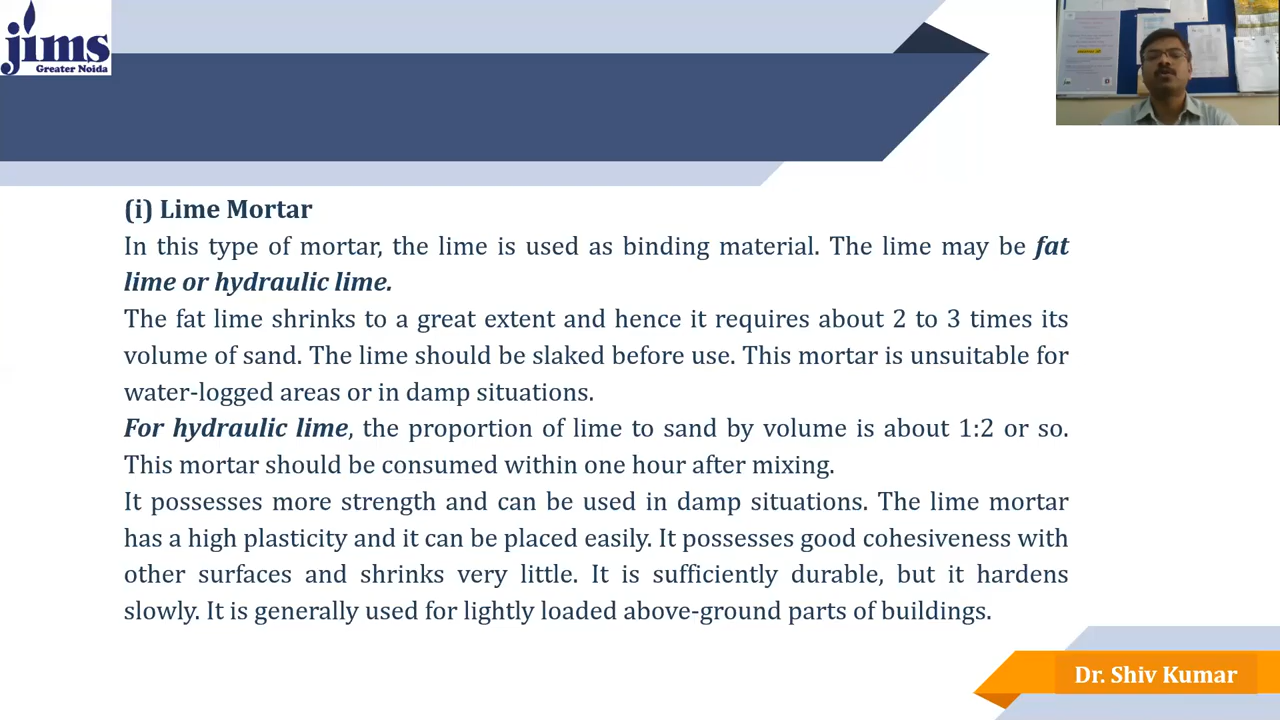 jims
Greater Noida
(i) Lime Mortar
In this type of mortar, the lime is used as binding material. The lime may be fat
lime or hydraulic lime.
The fat lime shrinks to a great extent and hence it requires about 2 to 3 times its
volume of sand. The lime should be slaked before use. This mortar is unsuitable for
water-logged areas or in damp situations.
For hydraulic lime, the proportion of lime to sand by volume is about 1:2 or so.
This mortar should be consumed within one hour after mixing.
It possesses more strength and can be used in damp situations. The lime mortar
has a high plasticity and it can be placed easily. It possesses good cohesiveness with
other surfaces and shrinks very little. It is sufficiently durable, but it hardens
slowly. It is generally used for lightly loaded above-ground parts of buildings.
Dr. Shiv Kumar